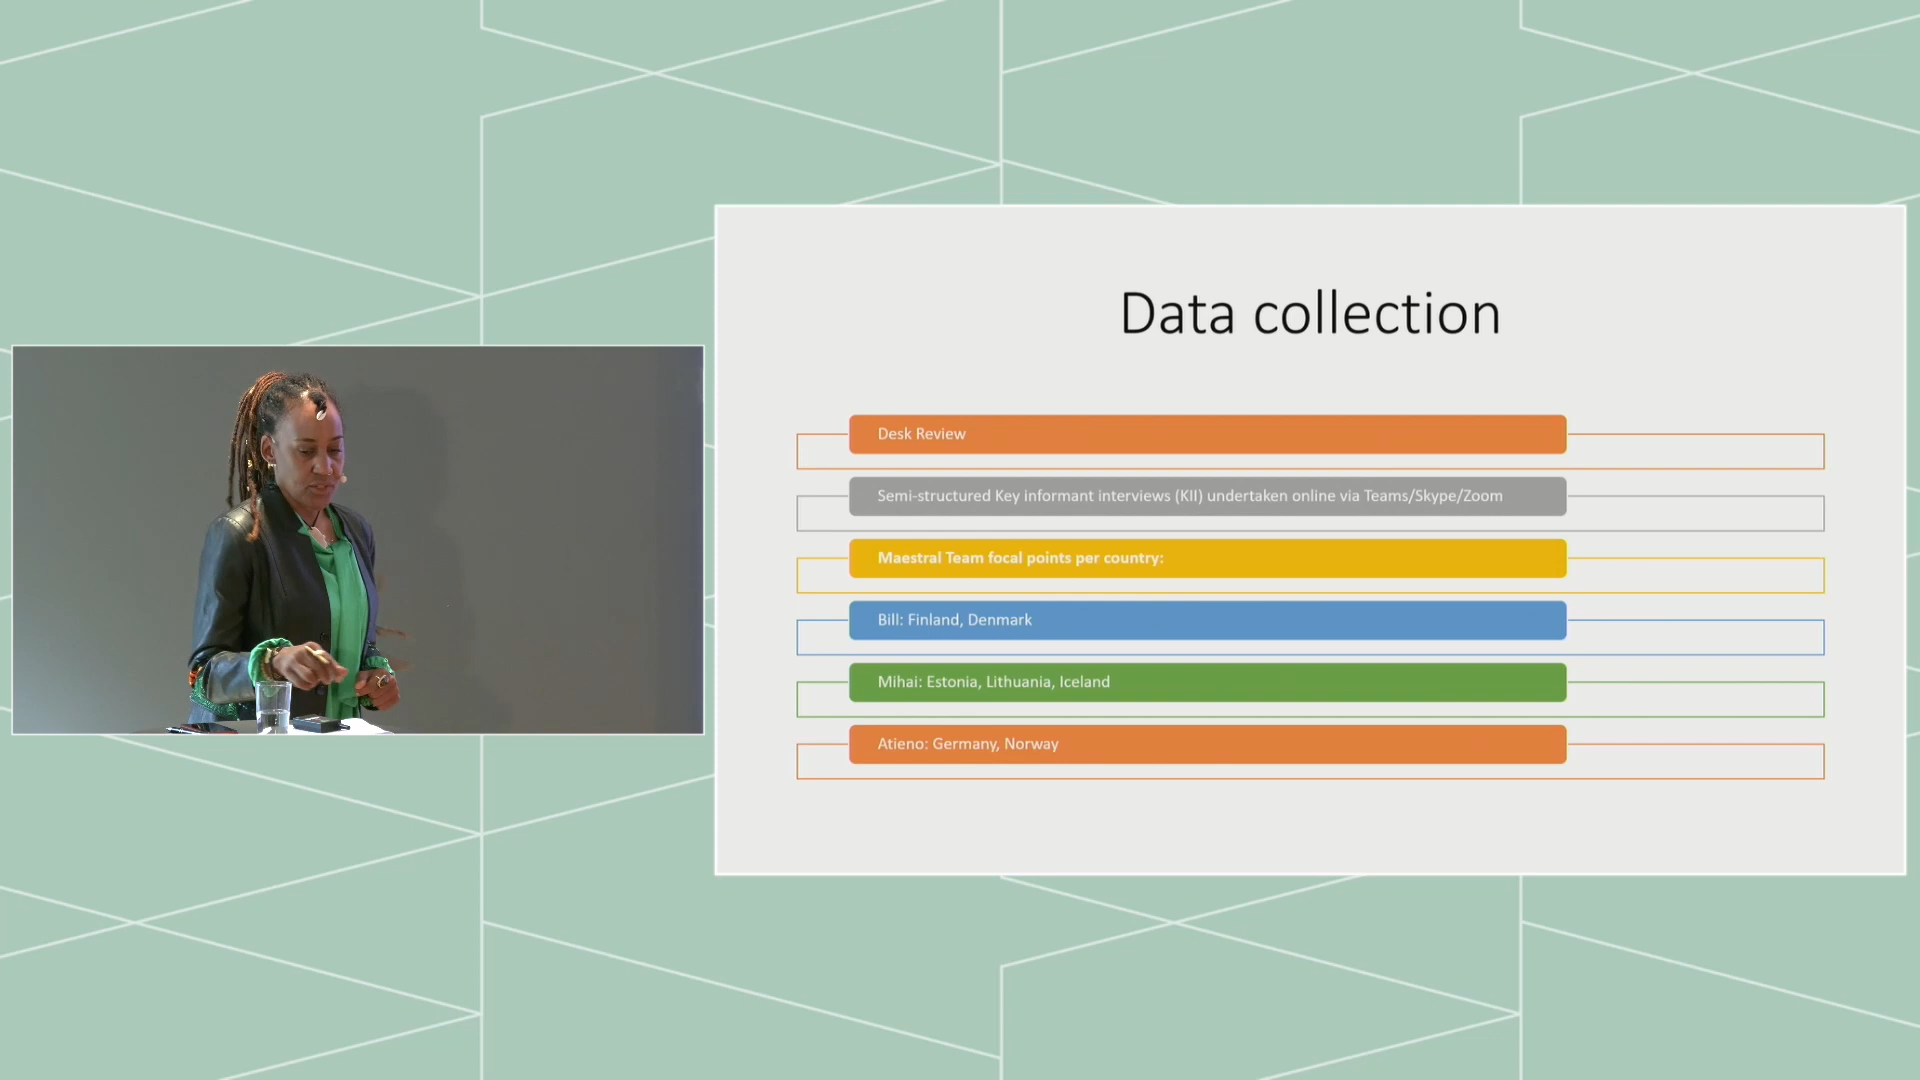 Data collection
Desk Review
Semi-structured Key informant interviews (KII) undertaken online via Teams/Skype/Zoom
Maestral Team focal points per country:
Bill: Finland, Denmark
Mihai: Estonia, Lithuania, Iceland
Atieno: Germany, Norway